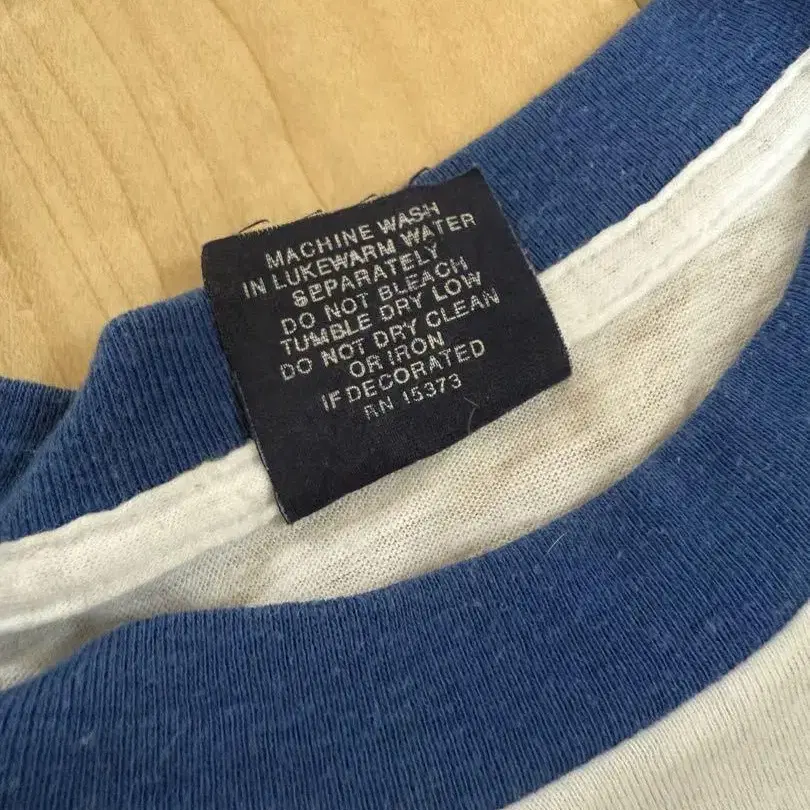 MACHINE WASH
IN LUKEWARM WATER
SEPARATELY
DO NOT BLEACH
TUMBLE DRY LOW
DO NOT DRY CLEAN
OR IRON
IF DECORATED
RN 15373